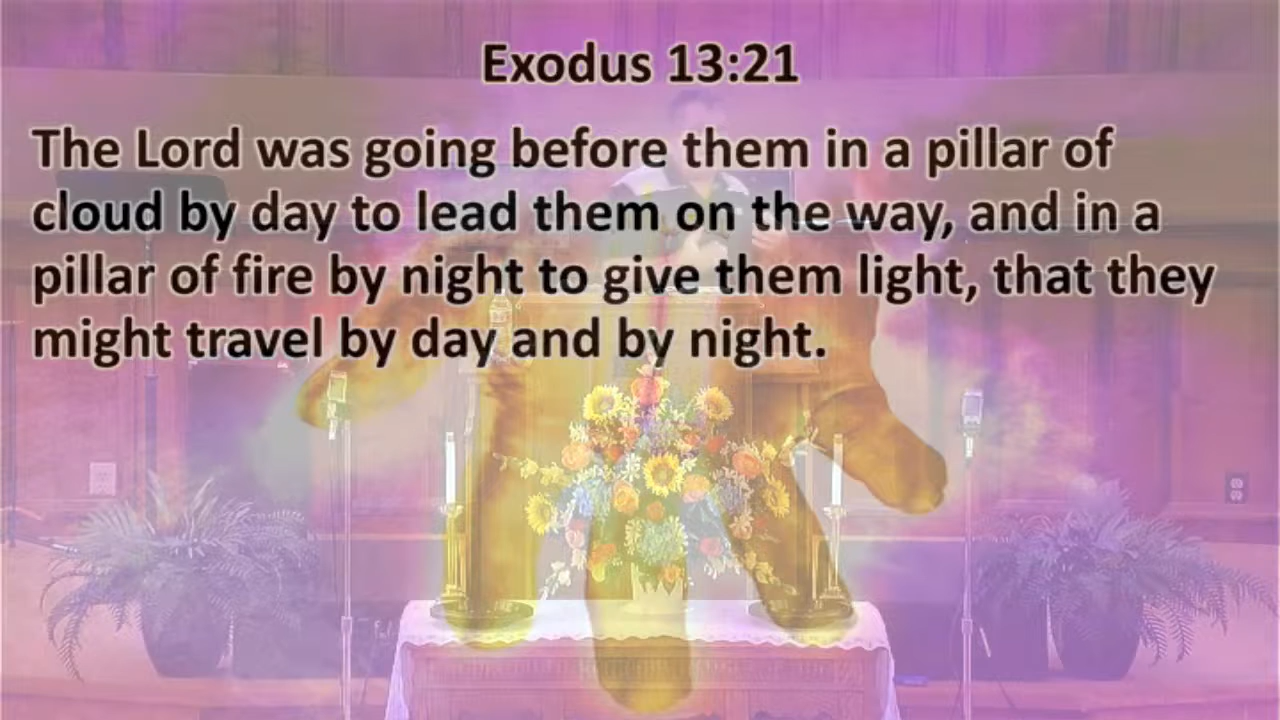 Exodus 13:21
The Lord was going before them in a pillar of
cloud by day to lead them on the way, and in a
pillar of fire by night to give them light, that they
might travel by day and by night.